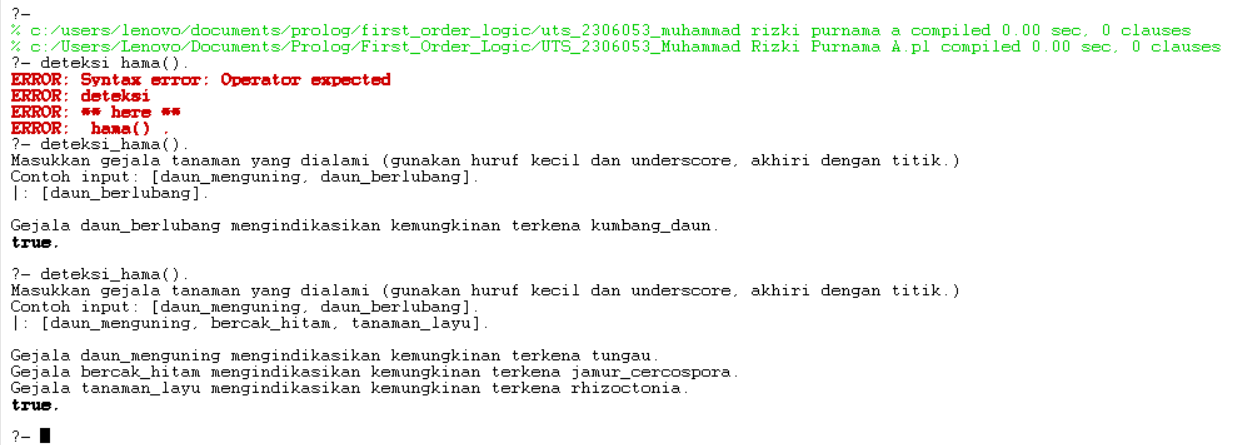 ?-
% c:/users/lenovo/documents/prolog/first_order_logic/uts_2306053_muhammad rizki purnama a compiled 0.00 sec, 0 clauses
% c:/Users/Lenovo/Documents/Prolog/First_Order_Logic/UTS_2306053_Muhammad Rizki Purnama A.pl compiled 0.00 sec, 0 clauses
?- deteksi hama().
ERROR: Syntax error: Operator expected
ERROR: deteksi
ERROR: ** here **
ERROR:  hama() .
?- deteksi_hama().
Masukkan gejala tanaman yang dialami (gunakan huruf kecil dan underscore, akhiri dengan titik.)
Contoh input: [daun_menguning, daun_berlubang].
|: [daun_berlubang].
Gejala daun_berlubang mengindikasikan kemungkinan terkena kumbang_daun.
true.
?- deteksi_hama().
Masukkan gejala tanaman yang dialami (gunakan huruf kecil dan underscore, akhiri dengan titik.)
Contoh input: [daun_menguning, daun_berlubang].
|: [daun_menguning, bercak_hitam, tanaman_layu].
Gejala daun_menguning mengindikasikan kemungkinan terkena tungau.
Gejala bercak_hitam mengindikasikan kemungkinan terkena jamur_cercospora.
Gejala tanaman_layu mengindikasikan kemungkinan terkena rhizoctonia.
true.
?-